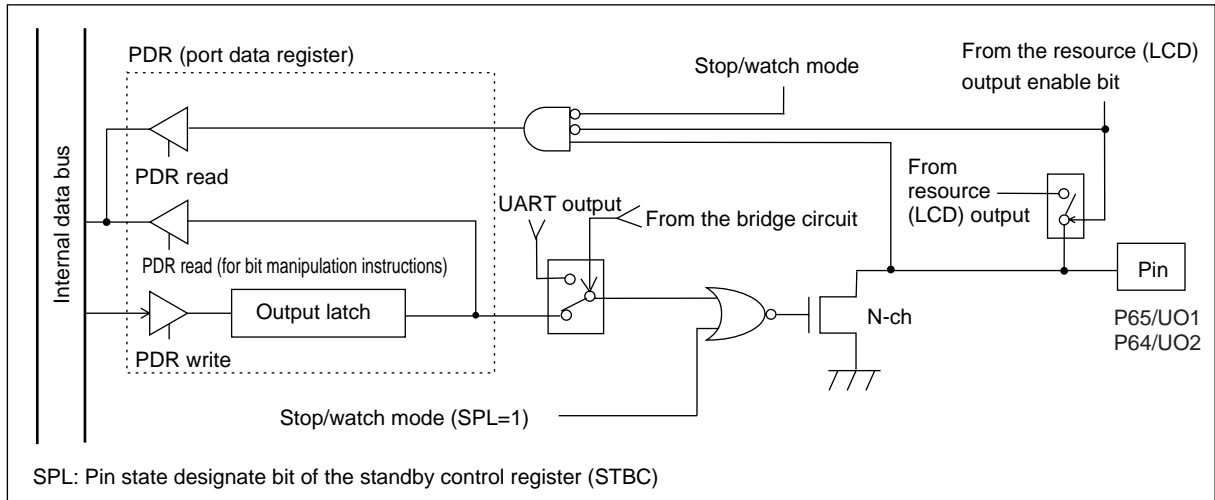 PDR (port data register)
Stop/watch mode
From the resource (LCD)
output enable bit
Internal data bus
PDR read
From
resource
(LCD) output
UART output
From the bridge circuit
PDR read (for bit manipulation instructions)
Output latch
Pin
N-ch
P65/UO1
P64/UO2
PDR write
Stop/watch mode (SPL=1)
SPL: Pin state designate bit of the standby control register (STBC)